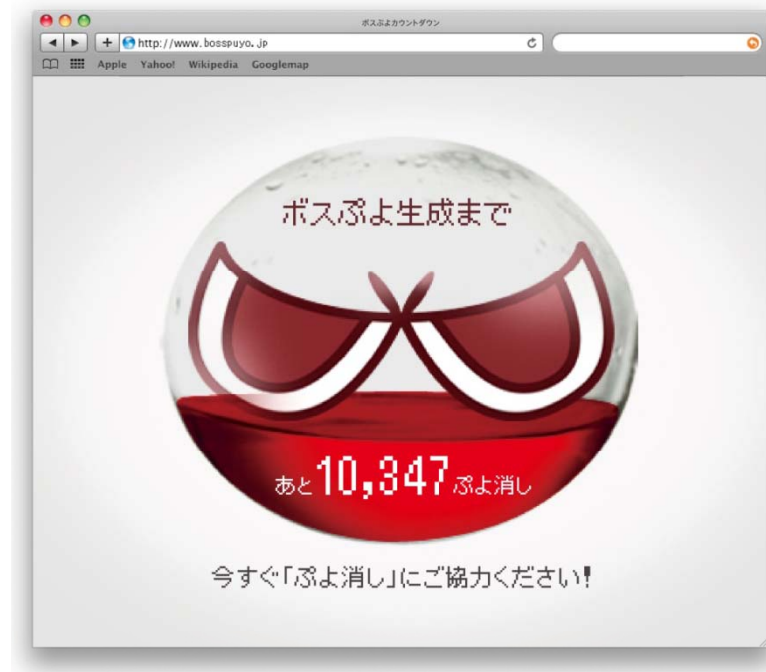 ボスぷよカウントダウン
http://www.bosspuyo.jp
Apple Yahoo! Wikipedia Googlemap
ボスぷよ生成まで
あと10,347ぷよ消し
今すぐ「ぷよ消し」にご協力ください!